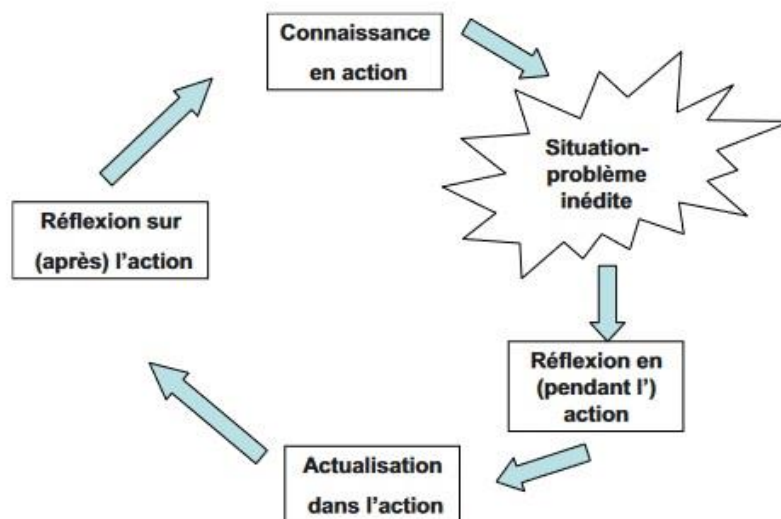 Connaissance
en action
Situation-
problème
inédite
Réflexion en
(pendant l’)
action
Actualisation
dans l’action
Réflexion sur
(après) l’action